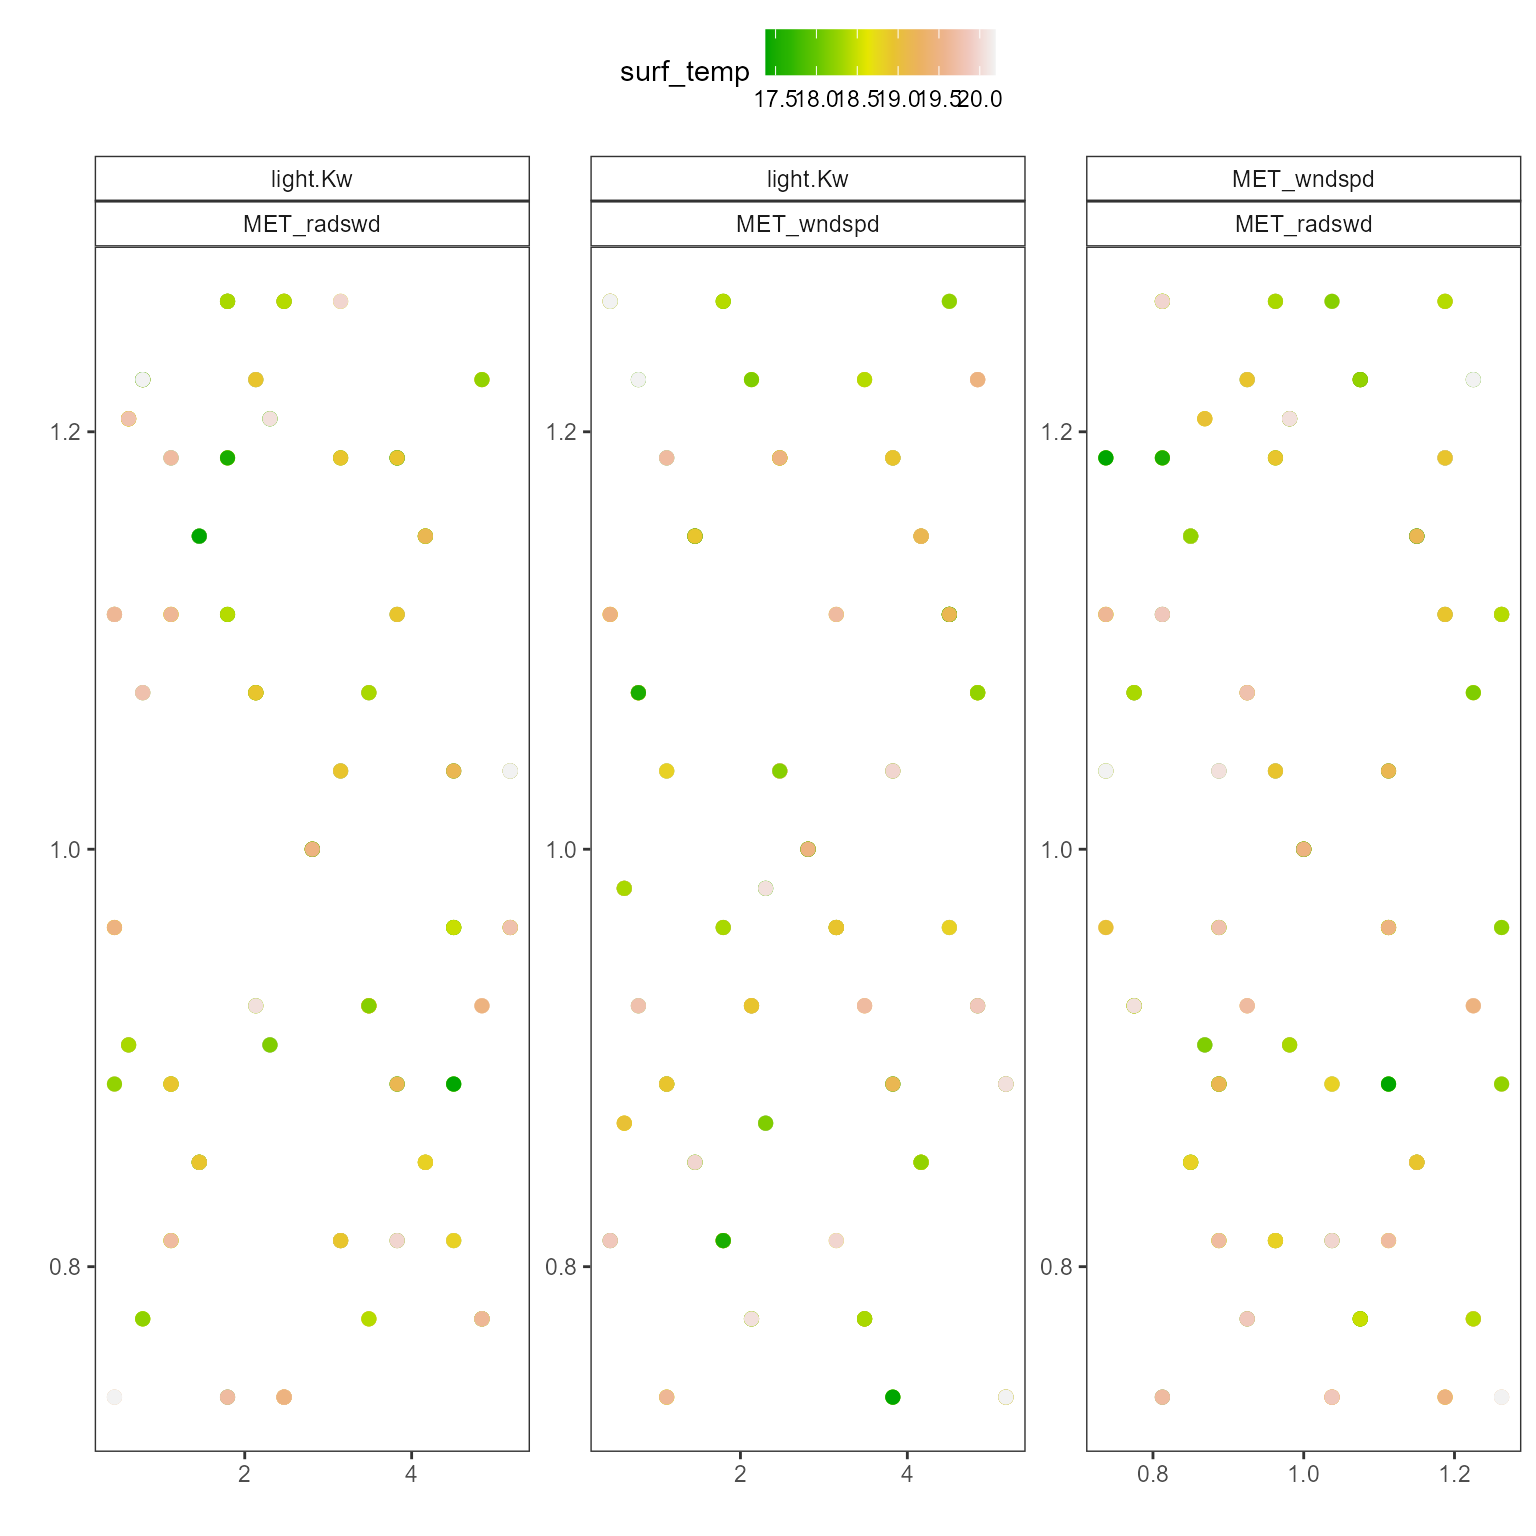 surf_temp
17.5 18.0 18.5 19.0 19.5 20.0
light.Kw light.Kw MET_wndspd
MET_radswd MET_wndspd MET_radswd
1.2 1.2 1.2
1.0 1.0 1.0
0.8 0.8 0.8
2 4 2 4 0.8 1.0 1.2